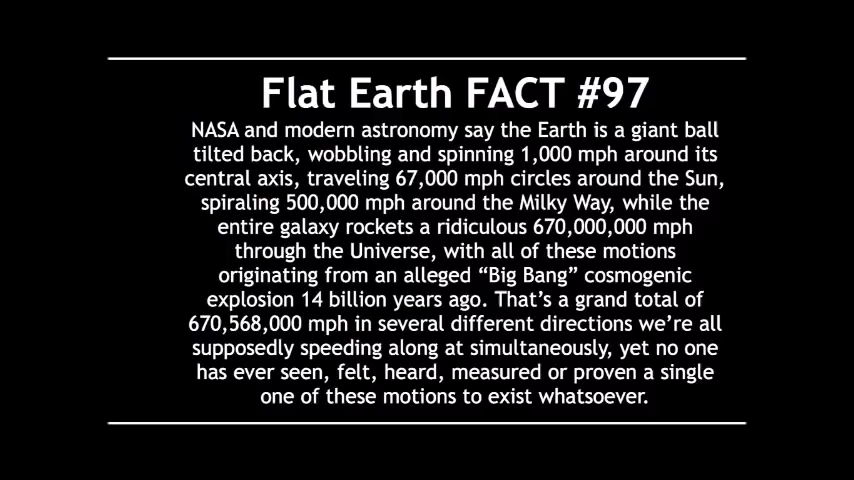 Flat Earth FACT #97
NASA and modern astronomy say the Earth is a giant ball
tilted back, wobbling and spinning 1,000 mph around its
central axis, traveling 67,000 mph circles around the Sun,
spiraling 500,000 mph around the Milky Way, while the
entire galaxy rockets a ridiculous 670,000,000 mph
through the Universe, with all of these motions
originating from an alleged “Big Bang” cosmogenic
explosion 14 billion years ago. That’s a grand total of
670,568,000 mph in several different directions we’re all
supposedly speeding along at simultaneously, yet no one
has ever seen, felt, heard, measured or proven a single
one of these motions to exist whatsoever.